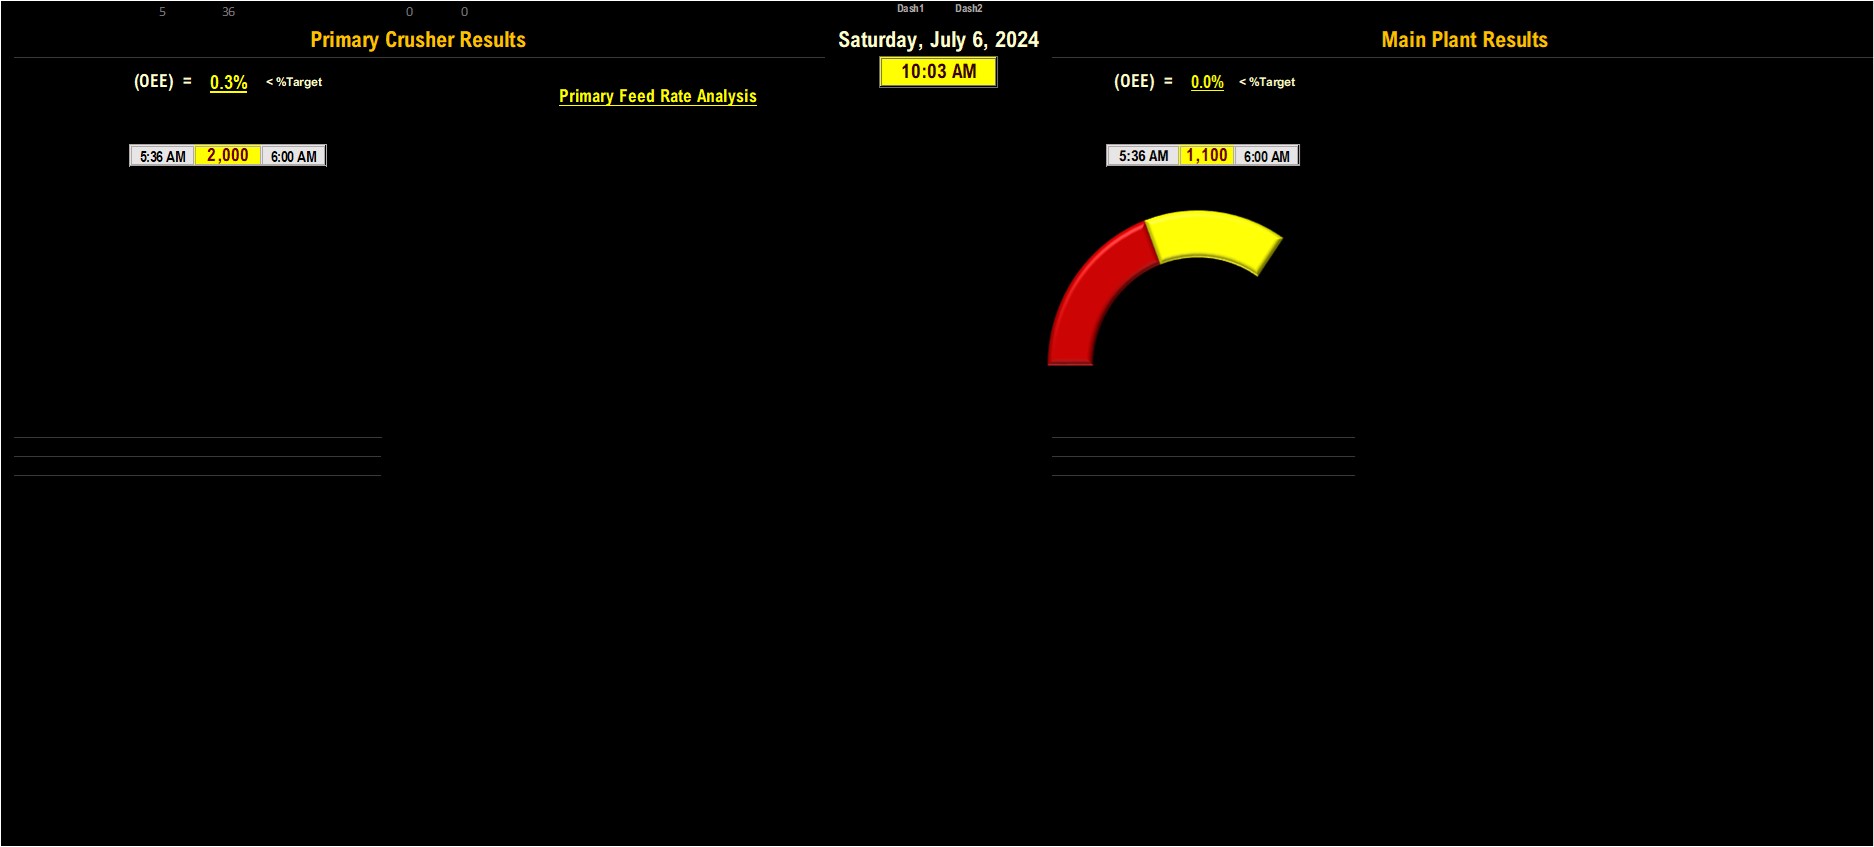 5 36 0 0 Dash1 Dash2
Primary Crusher Results
Saturday, July 6, 2024
Main Plant Results
10:03 AM
(OEE) = 0.3% < %Target
Primary Feed Rate Analysis
(OEE) = 0.0% < %Target
5:36 AM 2,000 6:00 AM
5:36 AM 1,100 6:00 AM